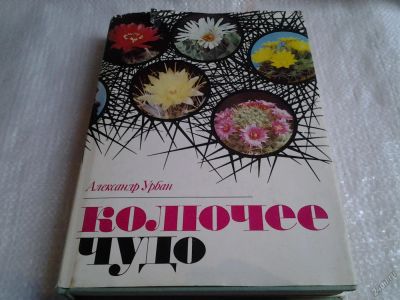 Александр Урбан
колючее
чудо